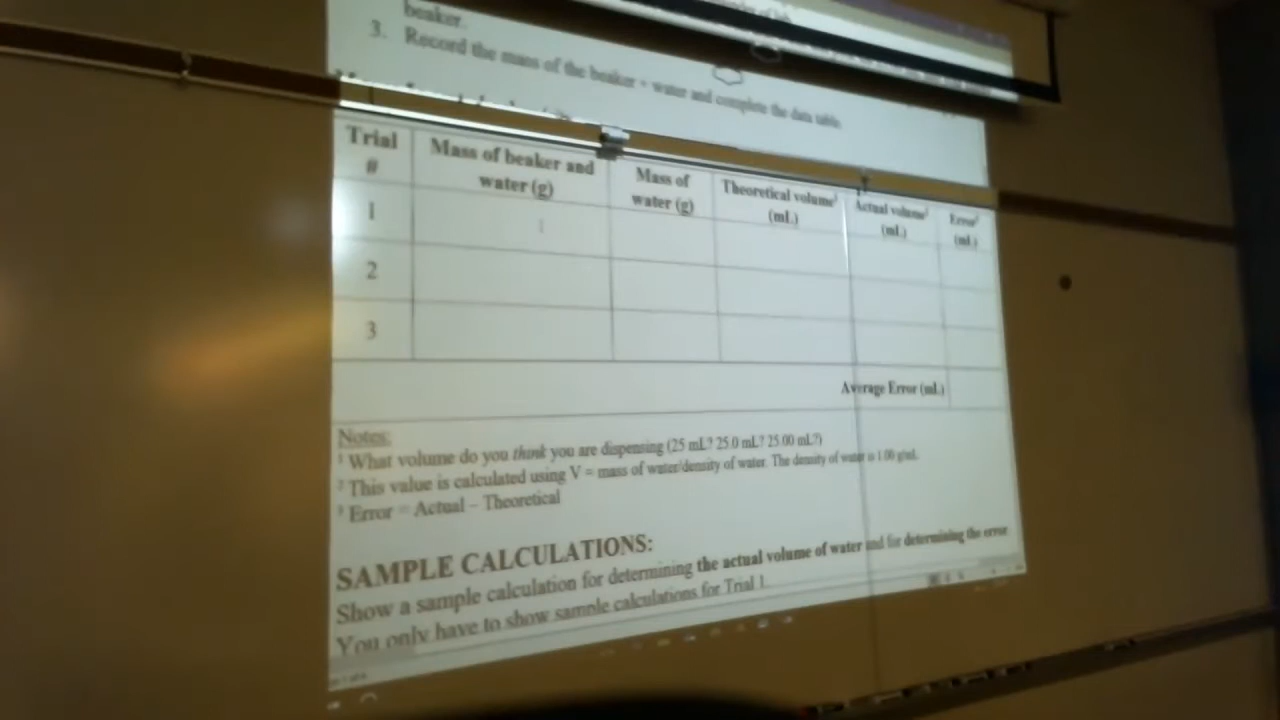 beaker.
3. Record the mass of the beaker + water and complete the data table.
Trial # Mass of beaker and water (g) Mass of water (g) Theoretical volume¹ (mL) Actual volume² (mL) Error³ (mL)
1
2
3
Average Error (mL)
Notes:
¹ What volume do you think you are dispensing (25 mL? 25.0 mL? 25.00 mL?)
² This value is calculated using V = mass of water/density of water. The density of water is 1.00 g/mL.
³ Error = Actual – Theoretical
SAMPLE CALCULATIONS:
Show a sample calculation for determining the actual volume of water and for determining the error
You only have to show sample calculations for Trial 1.